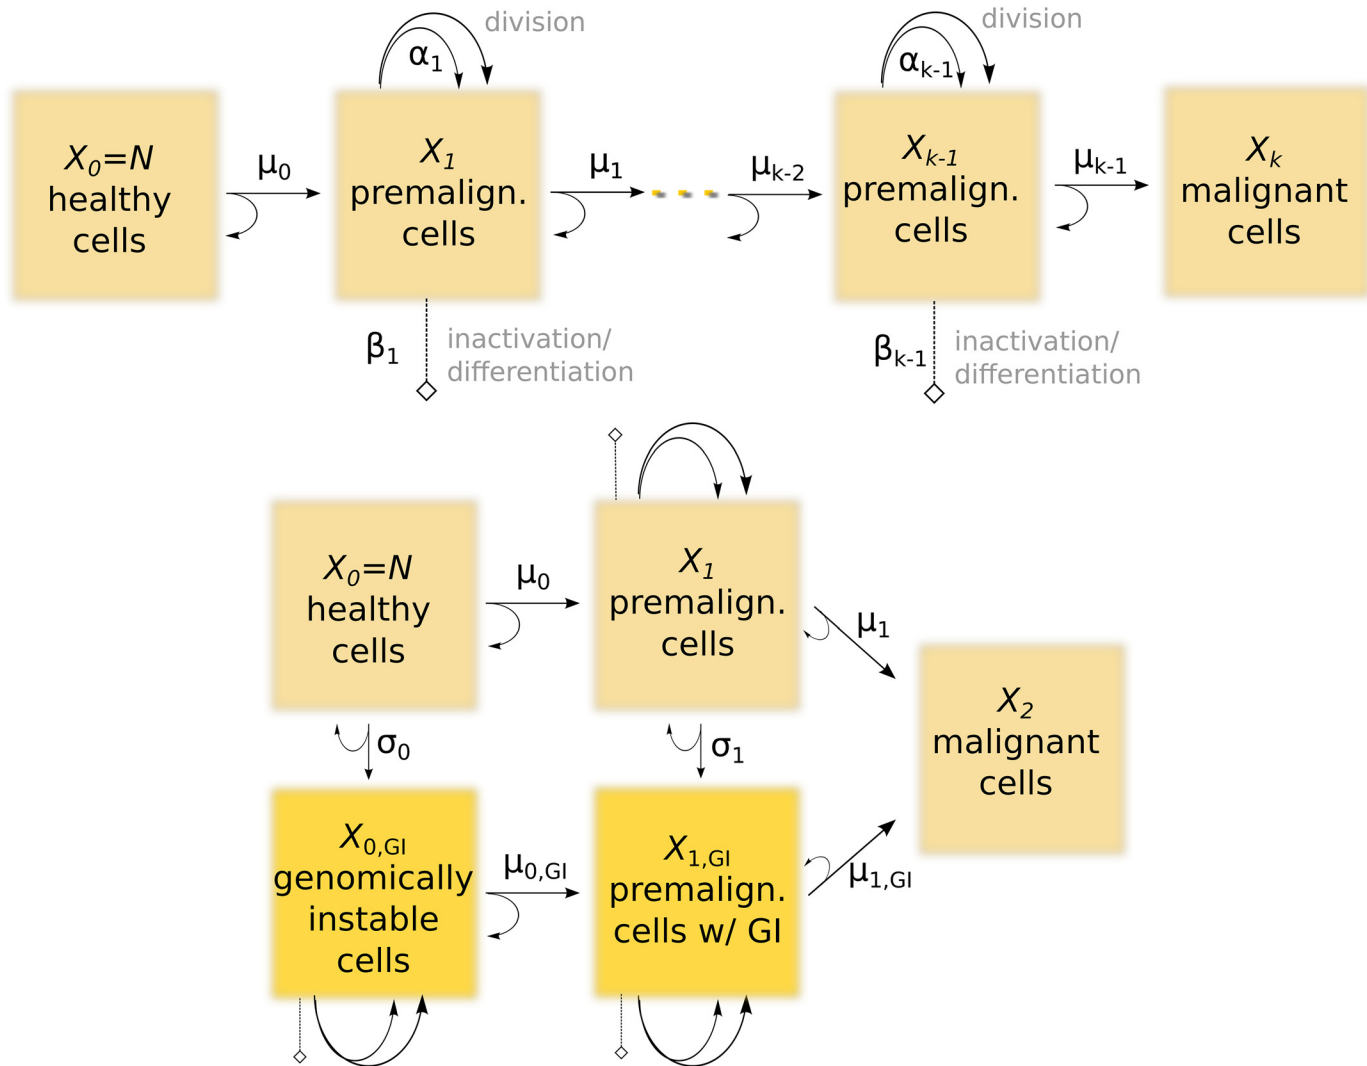 division
α₁
division
αₖ₋₁
X₀=N
healthy
cells
μ₀
X₁
premalign.
cells
μ₁
μₖ₋₂
Xₖ₋₁
premalign.
cells
μₖ₋₁
Xₖ
malignant
cells
β₁
inactivation/
differentiation
βₖ₋₁
inactivation/
differentiation
X₀=N
healthy
cells
μ₀
X₁
premalign.
cells
μ₁
X₂
malignant
cells
σ₀
σ₁
X0,GI
genomically
instable
cells
μ0,GI
X1,GI
premalign.
cells w/ GI
μ1,GI